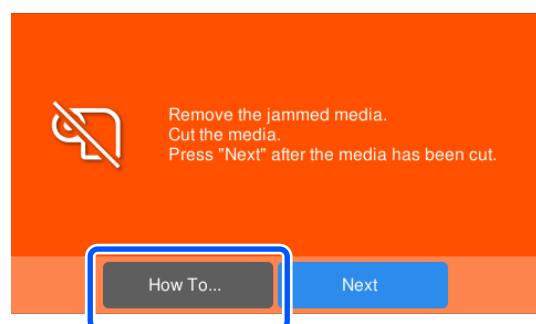 Remove the jammed media.
Cut the media.
Press "Next" after the media has been cut.
How To...
Next